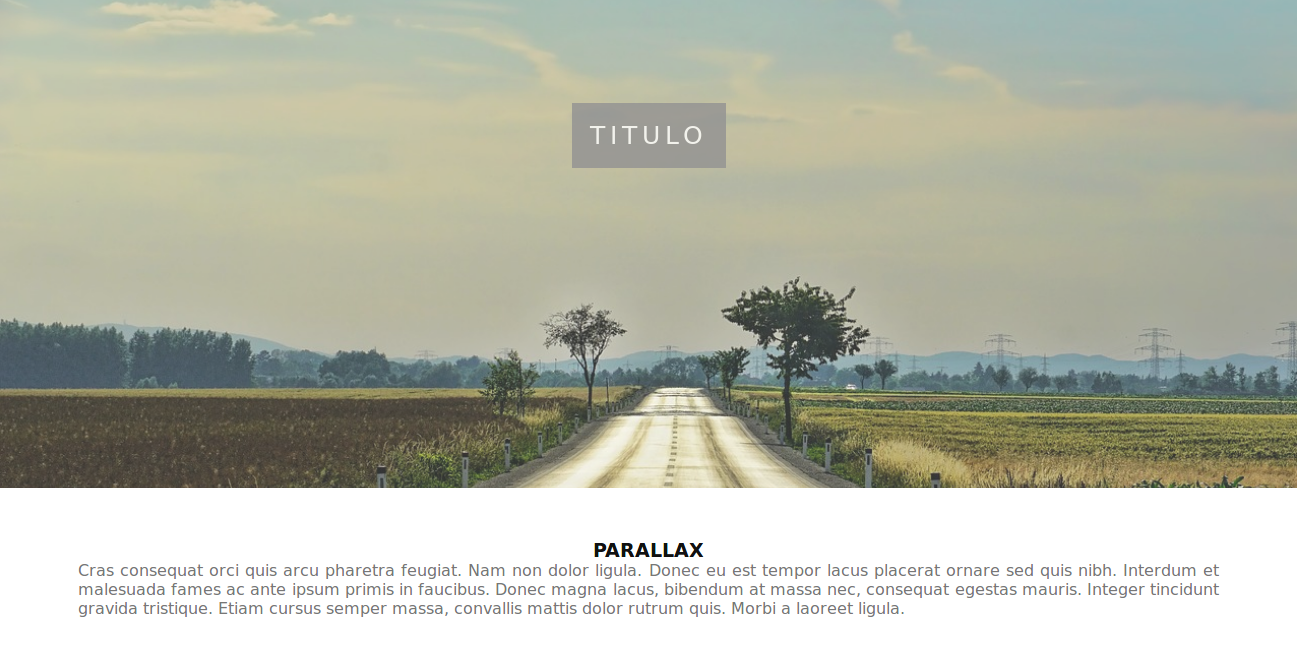 TITULO
PARALLAX
Cras consequat orci quis arcu pharetra feugiat. Nam non dolor ligula. Donec eu est tempor lacus placerat ornare sed quis nibh. Interdum et
malesuada fames ac ante ipsum primis in faucibus. Donec magna lacus, bibendum at massa nec, consequat egestas mauris. Integer tincidunt
gravida tristique. Etiam cursus semper massa, convallis mattis dolor rutrum quis. Morbi a laoreet ligula.